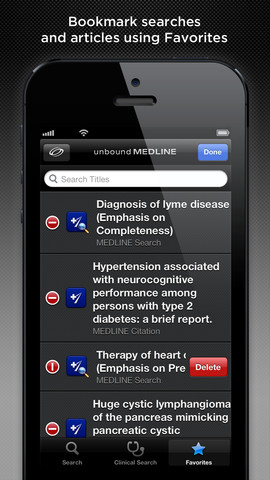 Bookmark searches
and articles using Favorites
unbound MEDLINE
Done
Search Titles
Diagnosis of lyme disease
(Emphasis on
Completeness)
MEDLINE Search
Hypertension associated
with neurocognitive
performance among
persons with type 2
diabetes: a brief report.
MEDLINE Citation
Therapy of heart
(Emphasis on Pre
Delete
MEDLINE Search
Huge cystic lymphangioma
of the pancreas mimicking
pancreatic cystic
Search
Clinical Search
Favorites